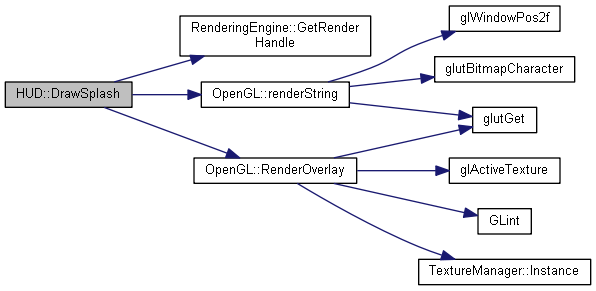 HUD::DrawSplash
RenderingEngine::GetRender
Handle
OpenGL::renderString
OpenGL::RenderOverlay
glWindowPos2f
glutBitmapCharacter
glutGet
glActiveTexture
GLint
TextureManager::Instance